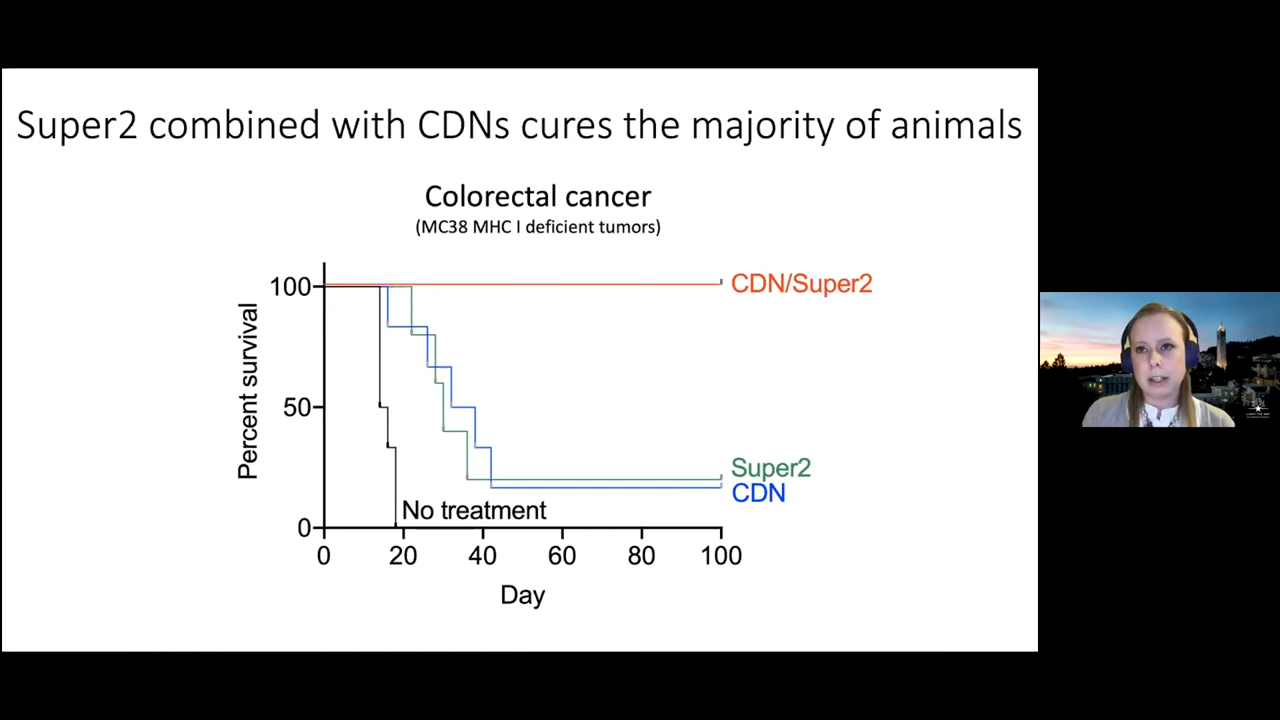 Super2 combined with CDNs cures the majority of animals
Colorectal cancer
(MC38 MHC I deficient tumors)
Percent survival
100
50
0
CDN/Super2
Super2
CDN
No treatment
0 20 40 60 80 100
Day